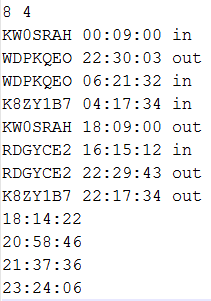 8 4
KW0SRAH 00:09:00 in
WDPKQEO 22:30:03 out
WDPKQEO 06:21:32 in
K8ZY1B7 04:17:34 in
KW0SRAH 18:09:00 out
RDGYCE2 16:15:12 in
RDGYCE2 22:29:43 out
K8ZY1B7 22:17:34 out
18:14:22
20:58:46
21:37:36
23:24:06